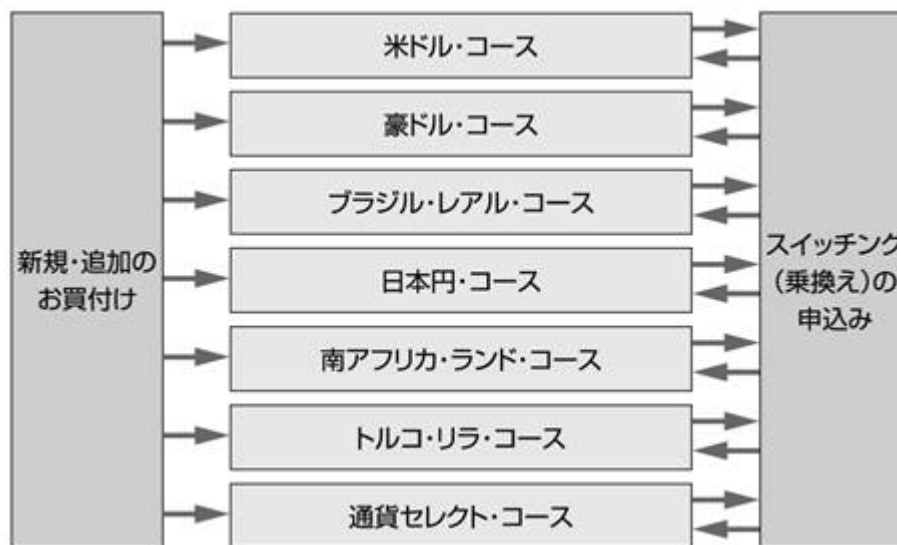 新規・追加の
お買付け
米ドル・コース
豪ドル・コース
ブラジル・レアル・コース
日本円・コース
南アフリカ・ランド・コース
トルコ・リラ・コース
通貨セレクト・コース
スイッチング
（乗換え）の
申込み